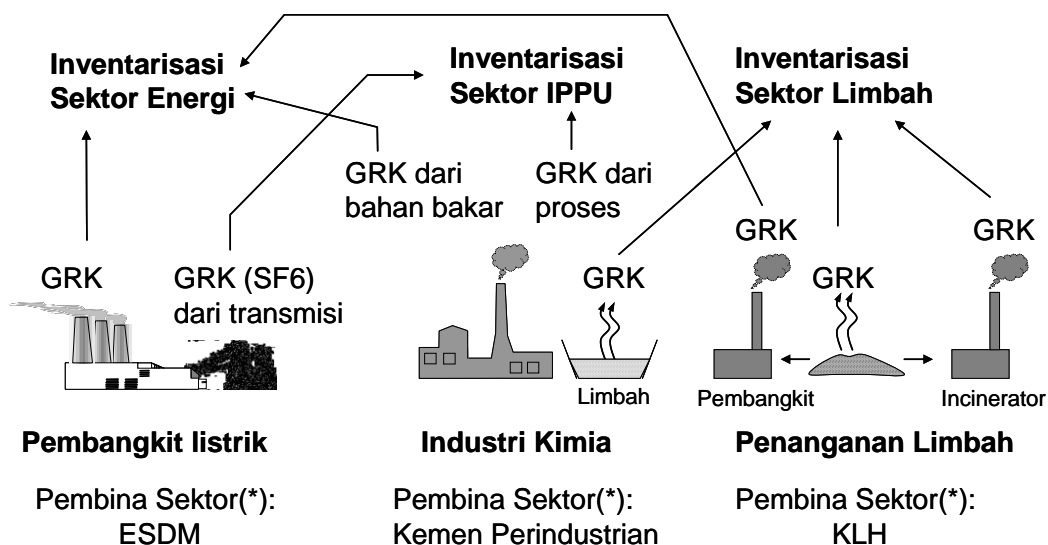 Inventarisasi
Sektor Energi
Inventarisasi
Sektor IPPU
Inventarisasi
Sektor Limbah
GRK dari
bahan bakar
GRK dari
proses
GRK
GRK (SF6)
dari transmisi
GRK
GRK
GRK
GRK
Limbah
Pembangkit
Incinerator
Pembangkit listrik
Industri Kimia
Penanganan Limbah
Pembina Sektor(*):
ESDM
Pembina Sektor(*):
Kemen Perindustrian
Pembina Sektor(*):
KLH